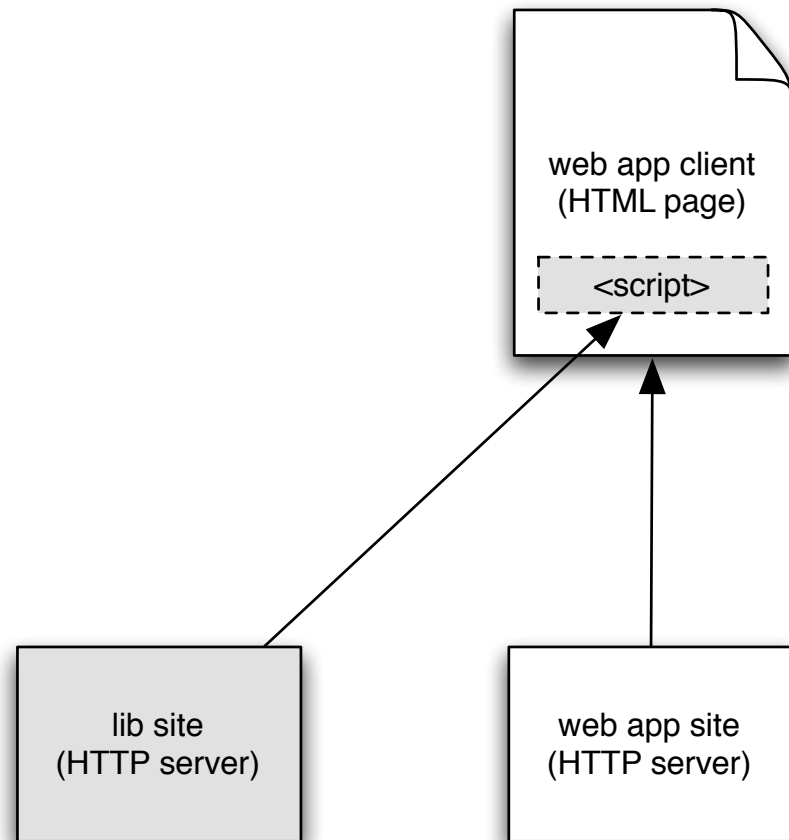 web app client
(HTML page)
<script>
lib site
(HTTP server)
web app site
(HTTP server)